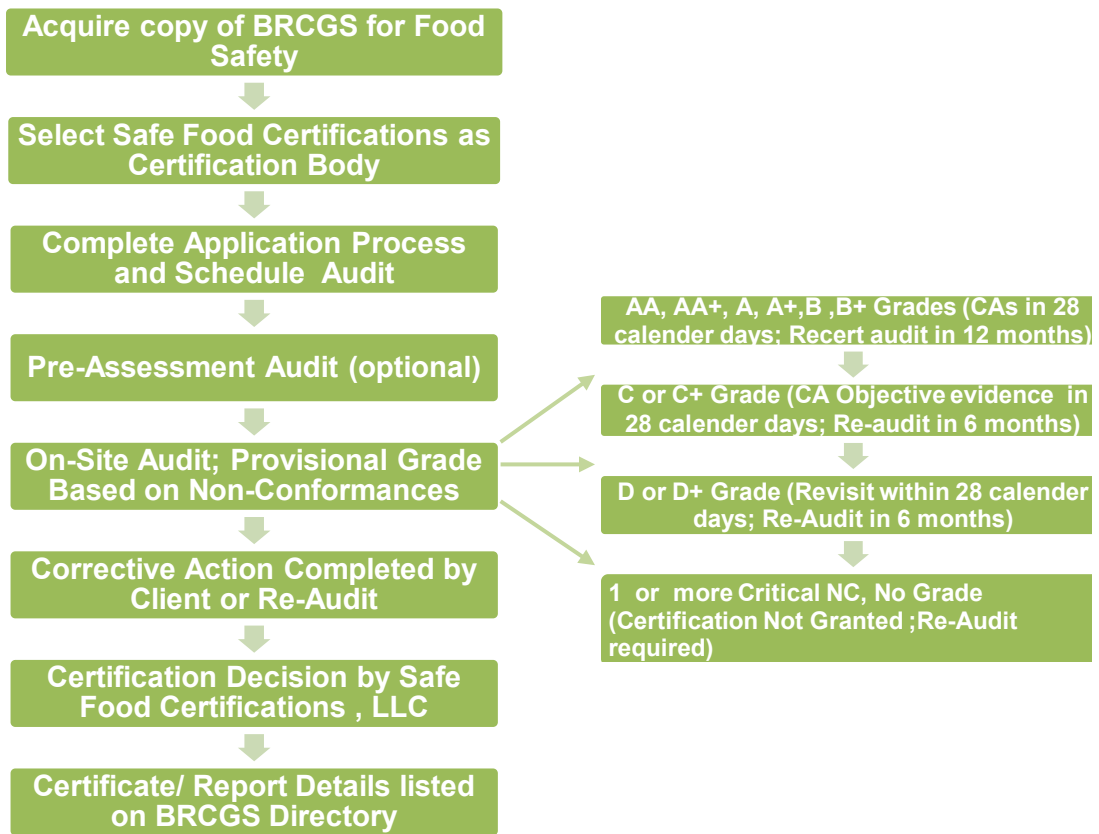 Acquire copy of BRCGS for Food
Safety
Select Safe Food Certifications as
Certification Body
Complete Application Process
and Schedule Audit
Pre-Assessment Audit (optional)
On-Site Audit; Provisional Grade
Based on Non-Conformances
Corrective Action Completed by
Client or Re-Audit
Certification Decision by Safe
Food Certifications , LLC
Certificate/ Report Details listed
on BRCGS Directory
AA, AA+, A, A+,B ,B+ Grades (CAs in 28
calender days; Recert audit in 12 months)
C or C+ Grade (CA Objective evidence in
28 calender days; Re-audit in 6 months)
D or D+ Grade (Revisit within 28 calender
days; Re-Audit in 6 months)
1 or more Critical NC, No Grade
(Certification Not Granted ;Re-Audit
required)